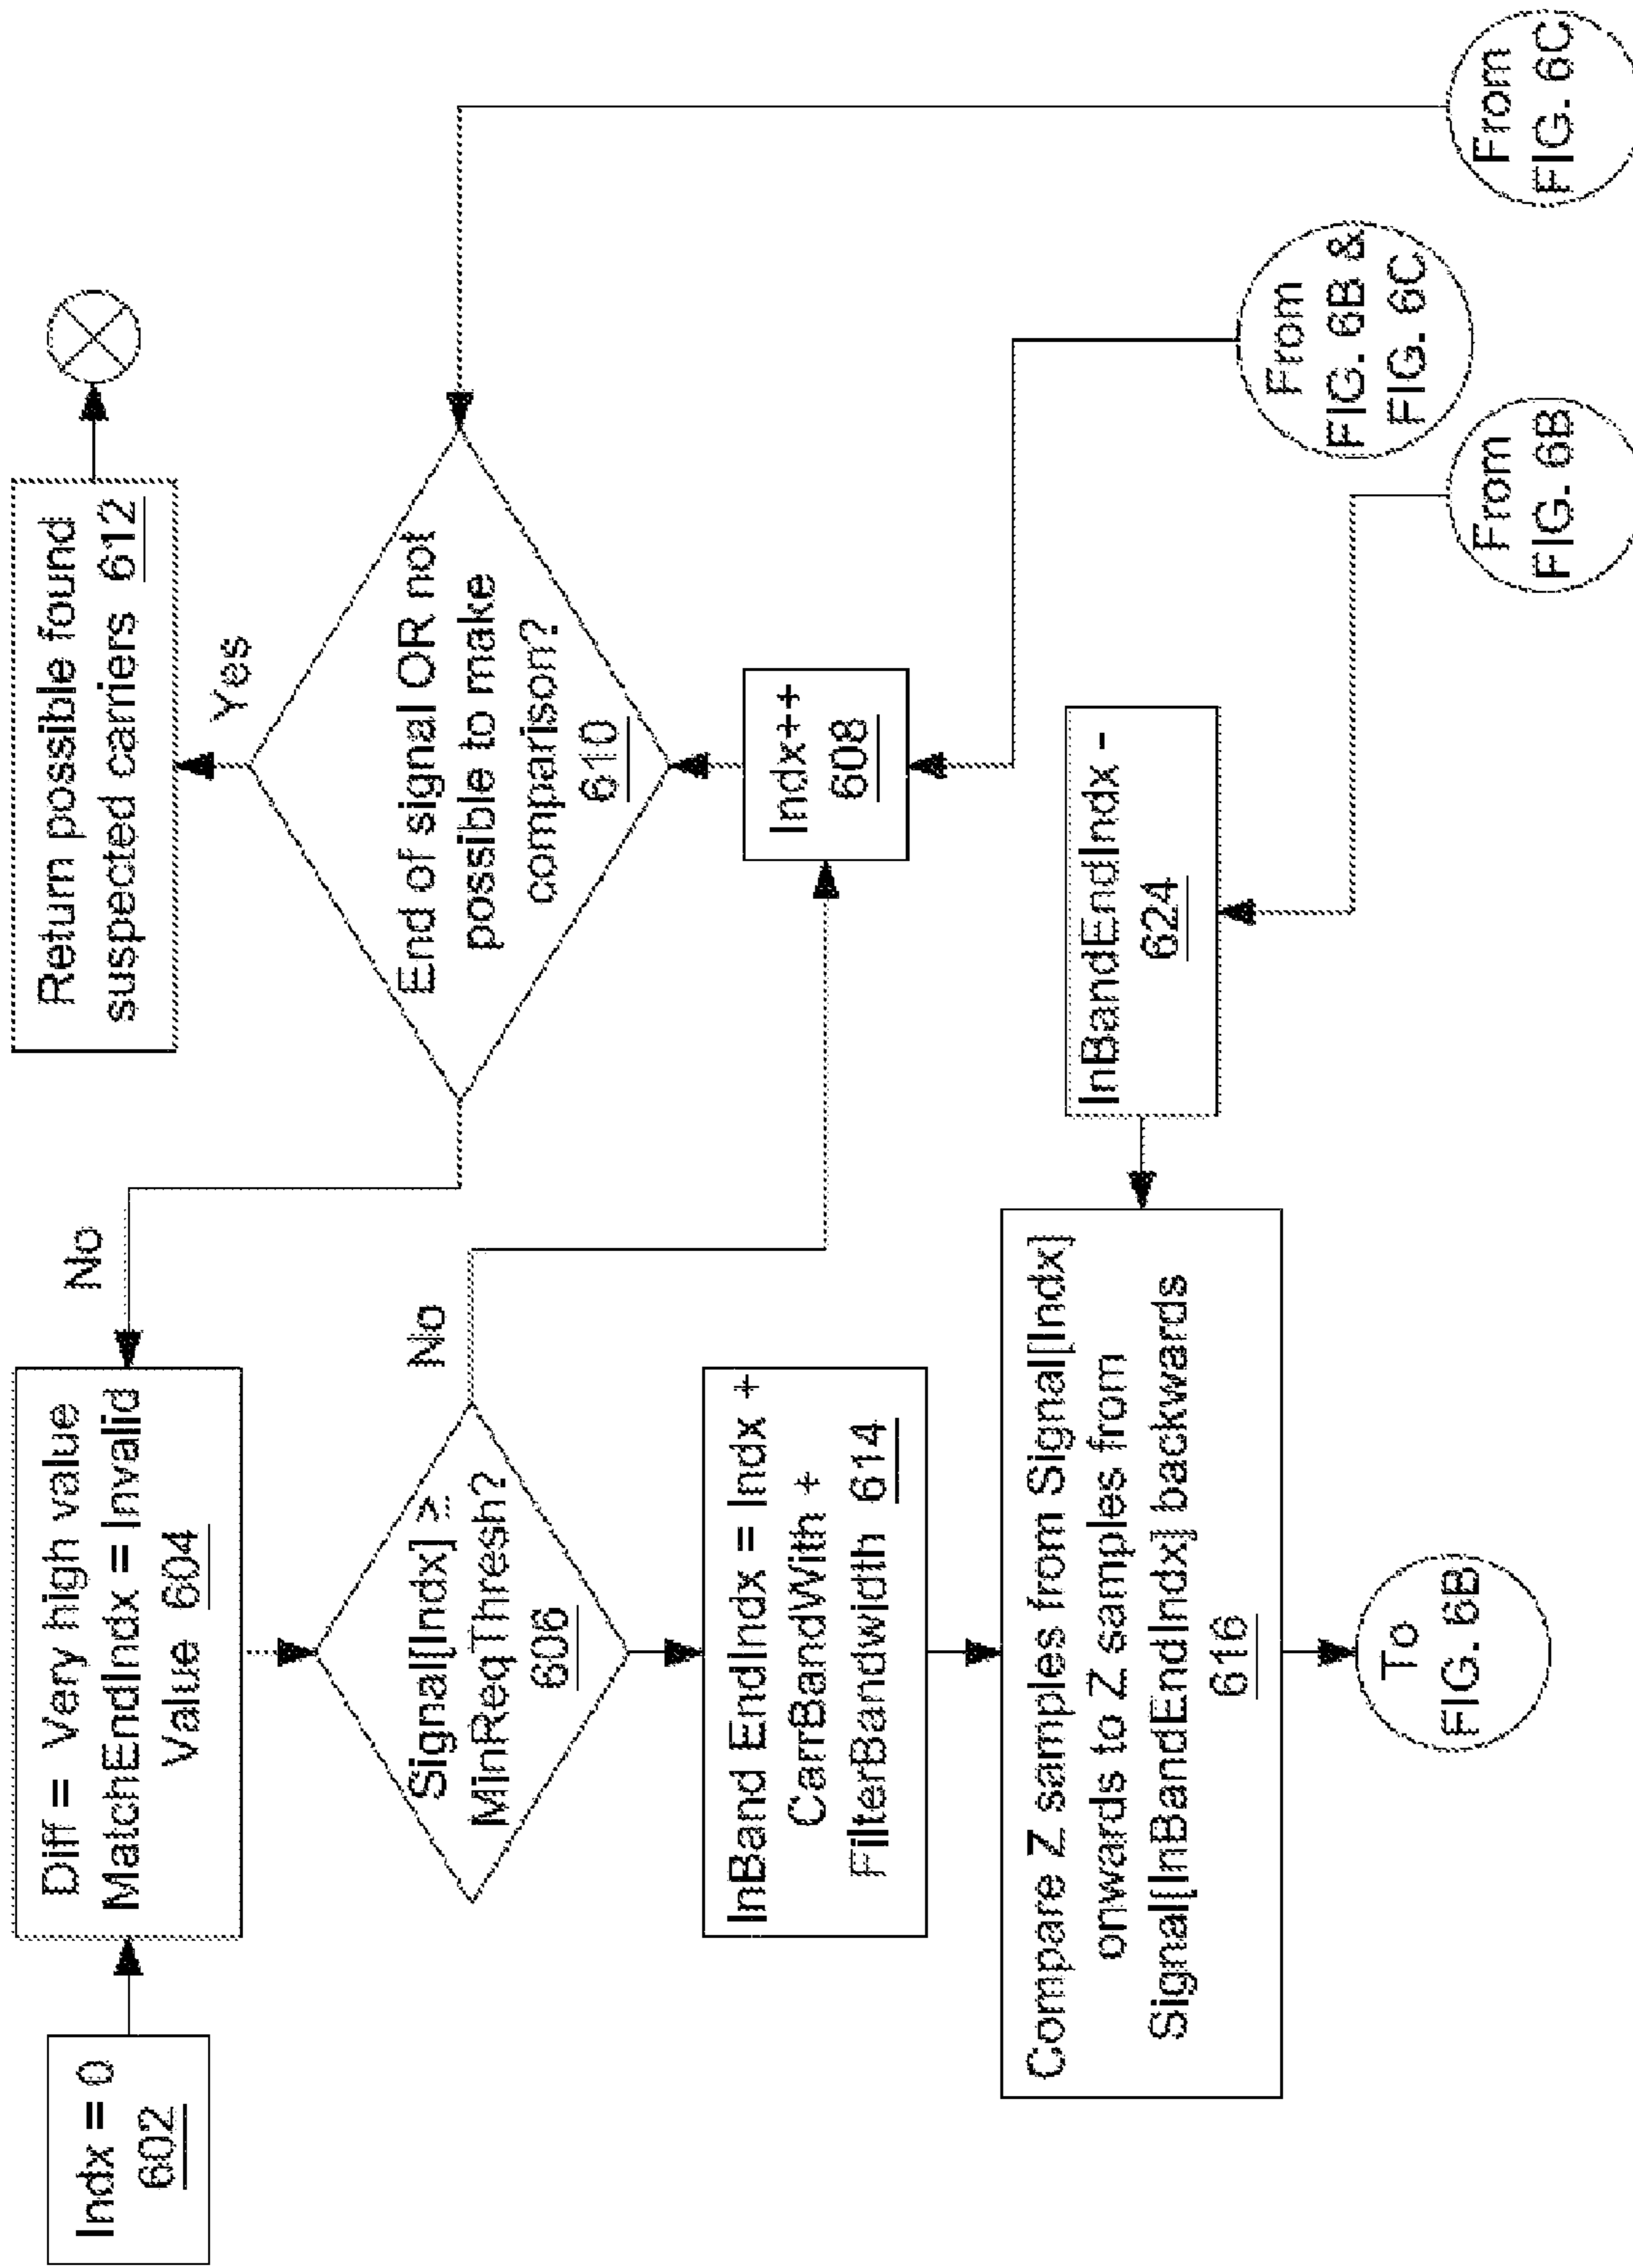 Indx = 0
602
Diff = Very high value
MatchEndIndx = Invalid
Value 604
No
Return possible found
suspected carriers 612
Yes
Signal[Indx] ≥
MinReqThresh?
606
No
End of signal OR not
possible to make
comparison?
610
InBand EndIndx = Indx +
CarrBandWith +
FilterBandwidth 614
Indx++
608
Compare Z samples from Signal[Indx]
onwards to Z samples from
Signal[InBandEndIndx] backwards
616
InBandEndIndx -
624
To
FIG. 6B
From
FIG. 6B
From
FIG. 6B &
FIG. 6C
From
FIG. 6C